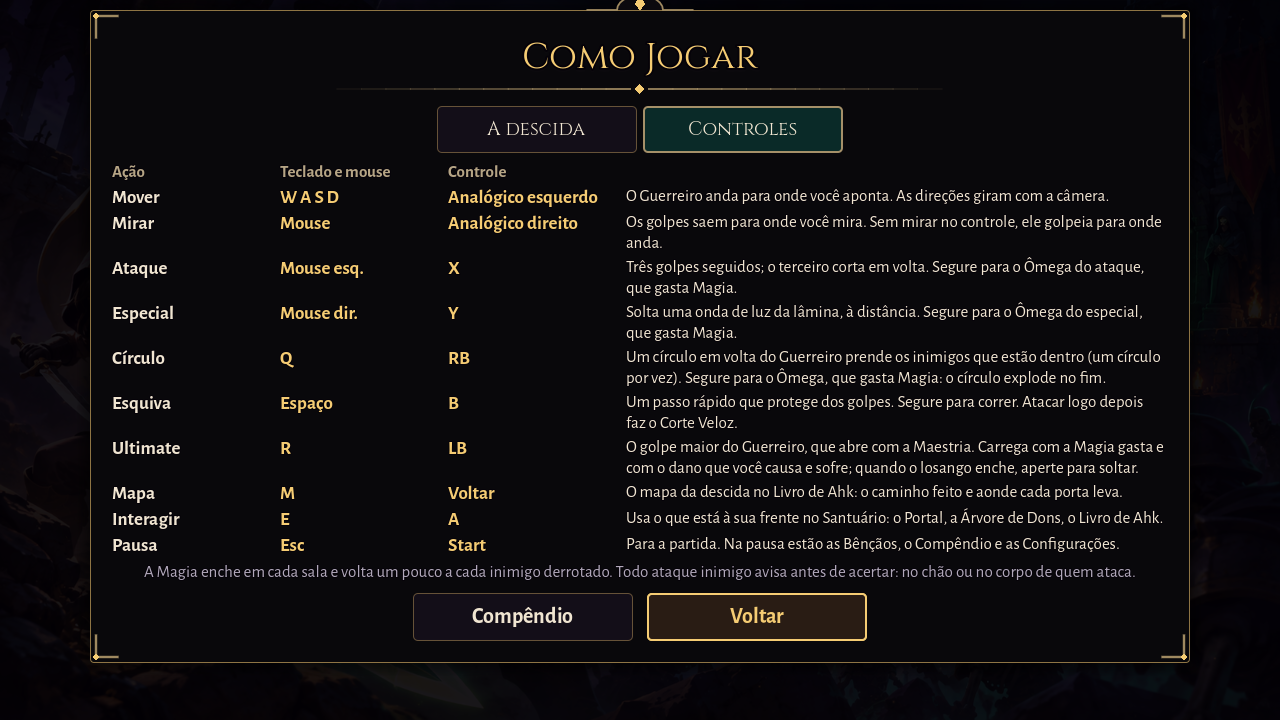 Como Jogar
A descida Controles
Ação Teclado e mouse Controle
Mover W A S D Analógico esquerdo O Guerreiro anda para onde você aponta. As direções giram com a câmera.
Mirar Mouse Analógico direito Os golpes saem para onde você mira. Sem mirar no controle, ele golpeia para onde
anda.
Ataque Mouse esq. X Três golpes seguidos; o terceiro corta em volta. Segure para o Ômega do ataque,
que gasta Magia.
Especial Mouse dir. Y Solta uma onda de luz da lâmina, à distância. Segure para o Ômega do especial,
que gasta Magia.
Círculo Q RB Um círculo em volta do Guerreiro prende os inimigos que estão dentro (um círculo
por vez). Segure para o Ômega, que gasta Magia: o círculo explode no fim.
Esquiva Espaço B Um passo rápido que protege dos golpes. Segure para correr. Atacar logo depois
faz o Corte Veloz.
Ultimate R LB O golpe maior do Guerreiro, que abre com a Maestria. Carrega com a Magia gasta e
com o dano que você causa e sofre; quando o losango enche, aperte para soltar.
Mapa M Voltar O mapa da descida no Livro de Ahk: o caminho feito e aonde cada porta leva.
Interagir E A Usa o que está à sua frente no Santuário: o Portal, a Árvore de Dons, o Livro de Ahk.
Pausa Esc Start Para a partida. Na pausa estão as Bênçãos, o Compêndio e as Configurações.
A Magia enche em cada sala e volta um pouco a cada inimigo derrotado. Todo ataque inimigo avisa antes de acertar: no chão ou no corpo de quem ataca.
Compêndio Voltar